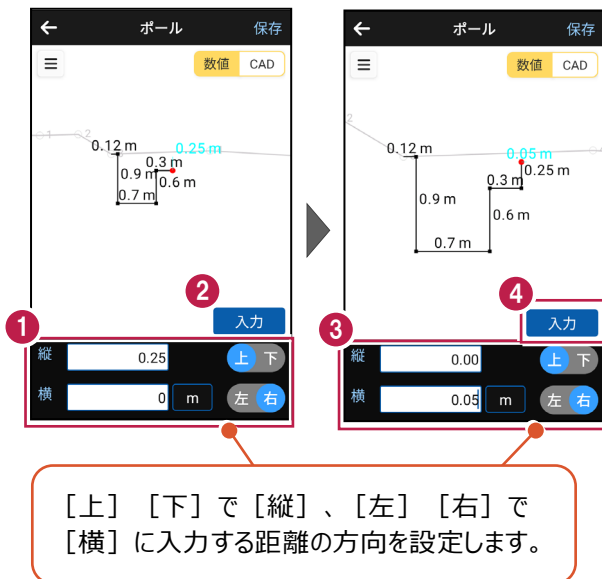 ポール
保存
数値 CAD
1
2
0.12 m
0.25 m
0.3 m
0.9 m
0.6 m
0.7 m
2
入力
1
縦 0.25 上 下
横 0 m 左 右
ポール
保存
数値 CAD
2
0.12 m
0.05 m
0.25 m
0.3 m
0.9 m
0.6 m
0.7 m
4
入力
3
縦 0.00 上 下
横 0.05 m 左 右
［上］ ［下］で［縦］、［左］ ［右］で
［横］に入力する距離の方向を設定します。